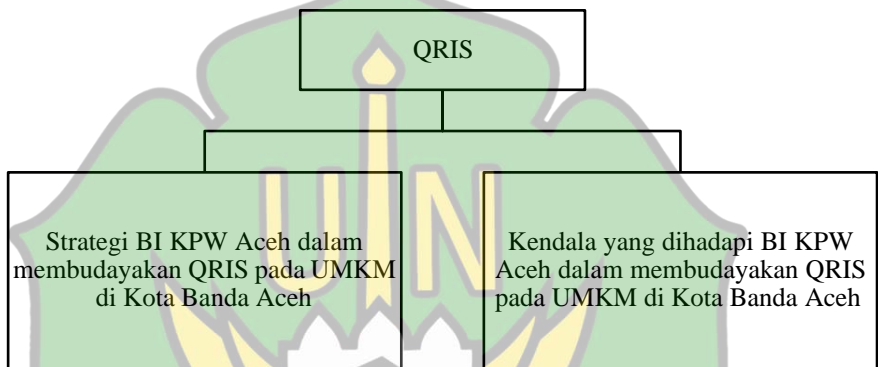 QRIS
UIN
Strategi BI KPW Aceh dalam
membudayakan QRIS pada UMKM
di Kota Banda Aceh
Kendala yang dihadapi BI KPW
Aceh dalam membudayakan QRIS
pada UMKM di Kota Banda Aceh